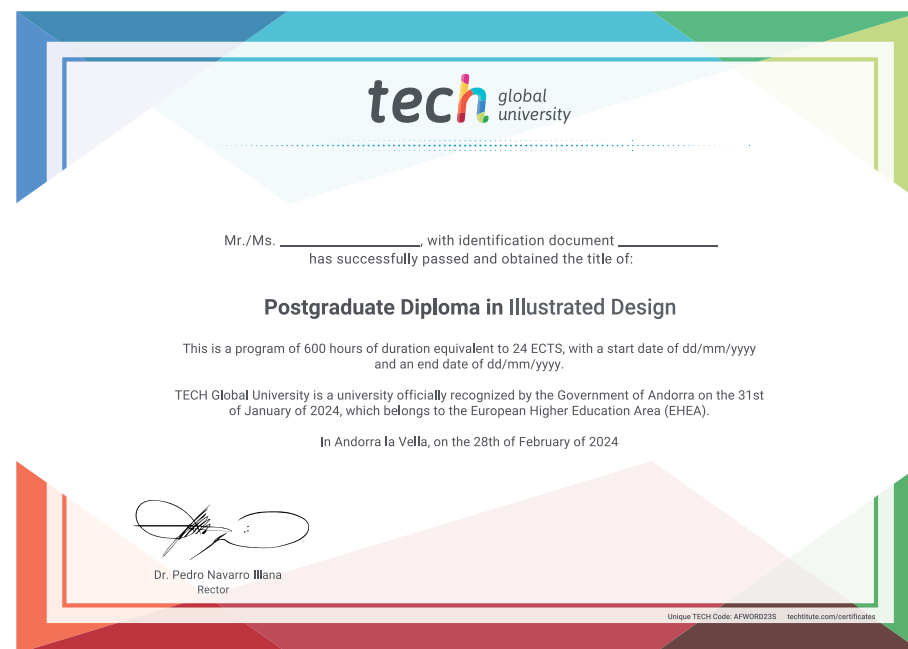 tech global university
Mr./Ms. ____________________, with identification document ______________
has successfully passed and obtained the title of:
Postgraduate Diploma in Illustrated Design
This is a program of 600 hours of duration equivalent to 24 ECTS, with a start date of dd/mm/yyyy
and an end date of dd/mm/yyyy.
TECH Global University is a university officially recognized by the Government of Andorra on the 31st
of January of 2024, which belongs to the European Higher Education Area (EHEA).
In Andorra la Vella, on the 28th of February of 2024
Dr. Pedro Navarro Illana
Rector
Unique TECH Code: AFWORD23S techtitute.com/certificates